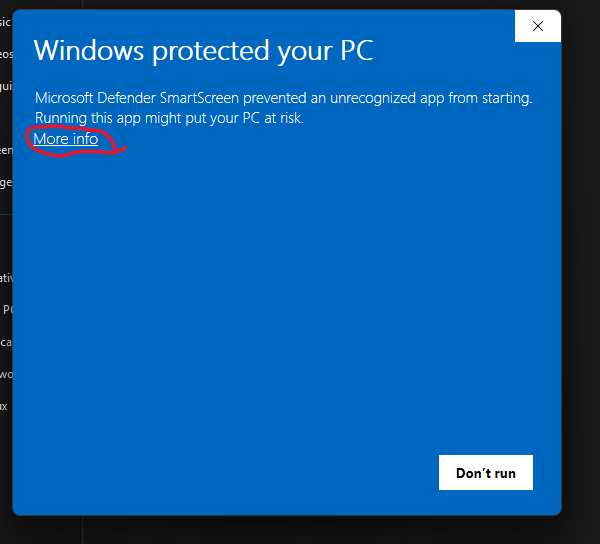 Windows protected your PC
Microsoft Defender SmartScreen prevented an unrecognized app from starting.
Running this app might put your PC at risk.
More info
Don't run